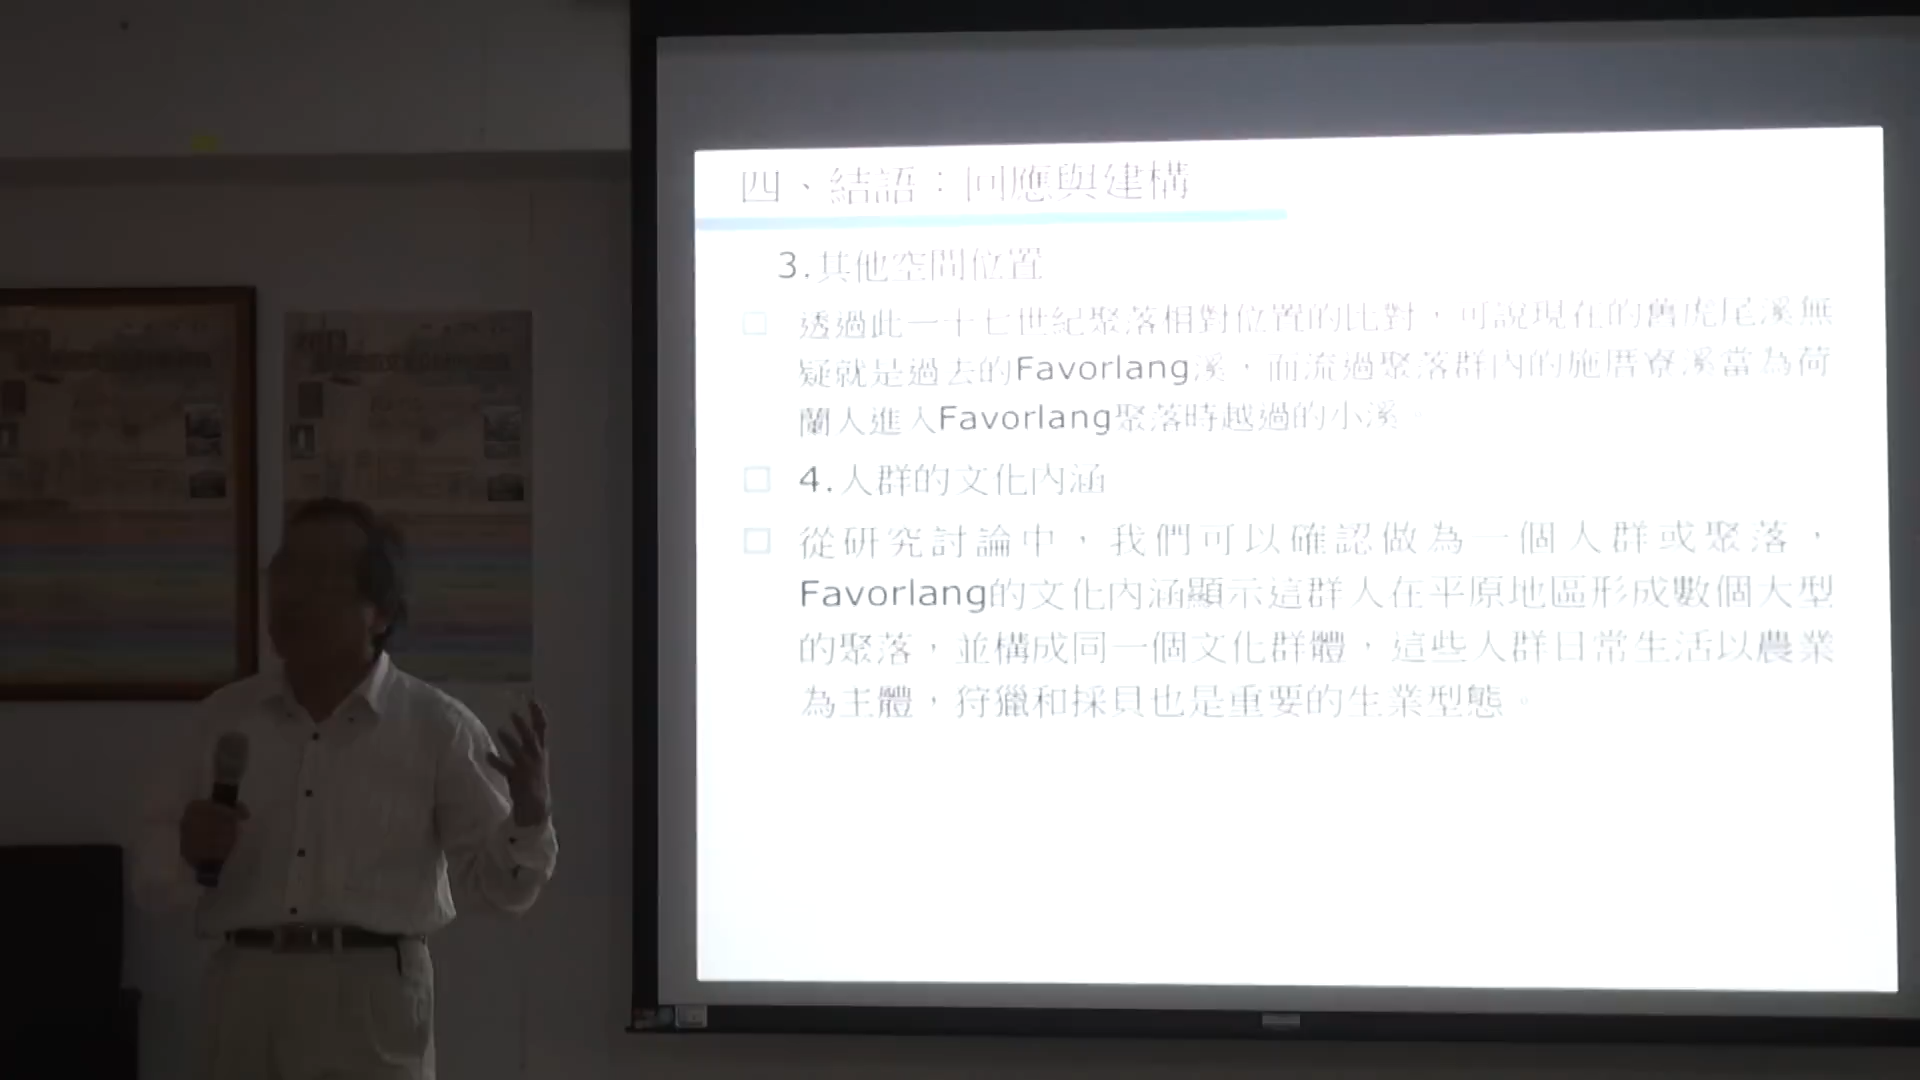 四、結語：回應與建構
3.其他空間位置
透過此一十七世紀聚落相對位置的比對，可說現在的舊虎尾溪無
疑就是過去的Favorlang溪，而流過聚落群內的施厝寮溪當為荷
蘭人進入Favorlang聚落時越過的小溪。
4.人群的文化內涵
從研究討論中，我們可以確認做為一個人群或聚落，
Favorlang的文化內涵顯示這群人在平原地區形成數個大型
的聚落，並構成同一個文化群體，這些人群日常生活以農業
為主體，狩獵和採貝也是重要的生業型態。